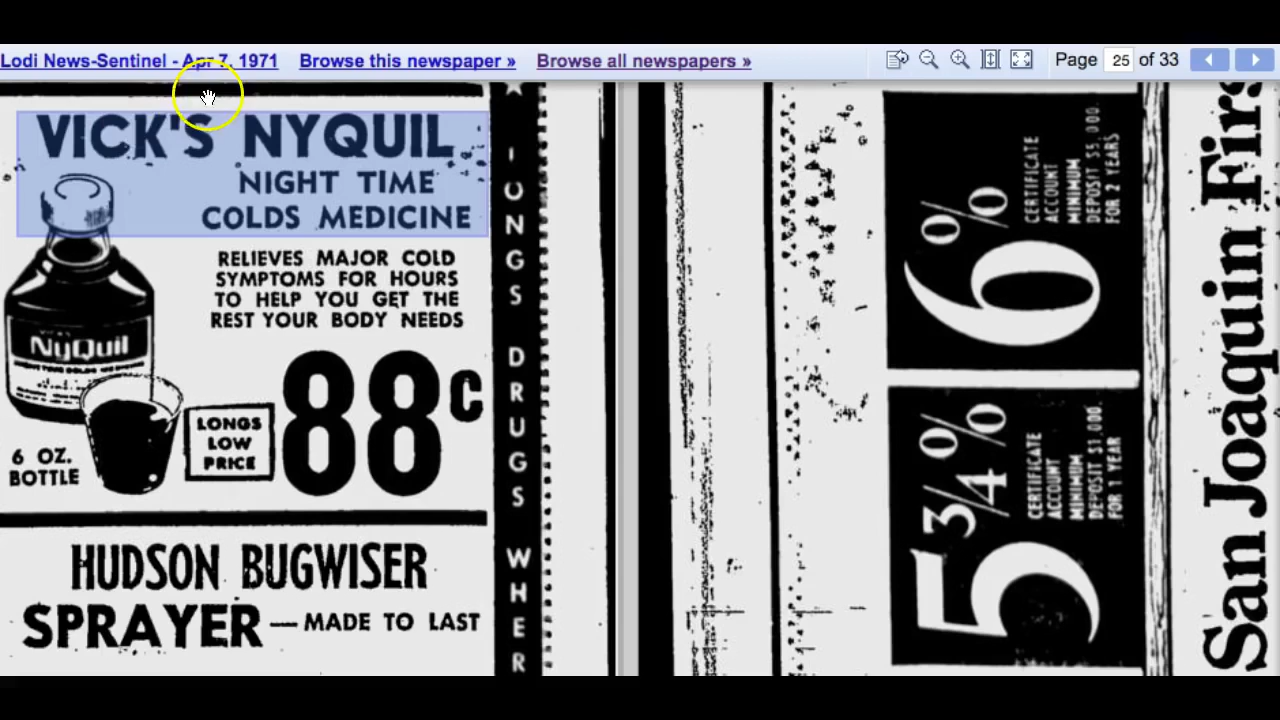 Lodi News-Sentinel - Apr 7, 1971 Browse this newspaper » Browse all newspapers » Page 25 of 33
VICK'S NYQUIL
NIGHT TIME
COLDS MEDICINE
RELIEVES MAJOR COLD
SYMPTOMS FOR HOURS
TO HELP YOU GET THE
REST YOUR BODY NEEDS
NyQuil
88¢
LONGS
LOW
PRICE
6 OZ.
BOTTLE
HUDSON BUGWISER
SPRAYER — MADE TO LAST
LONGS DRUGS WHER
6%
CERTIFICATE
ACCOUNT
MINIMUM
DEPOSIT $5,000.
FOR 2 YEARS
5 3/4%
CERTIFICATE
ACCOUNT
MINIMUM
DEPOSIT $1,000.
FOR 1 YEAR
San Joaquin Firs